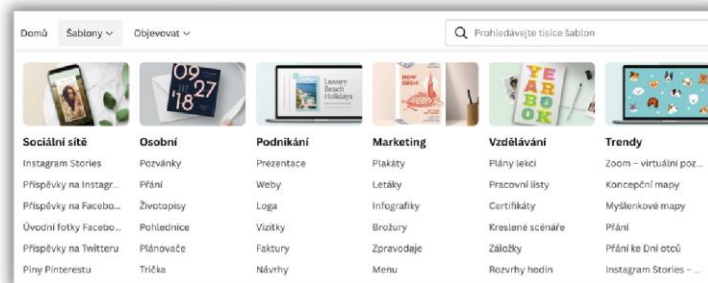 Domů Šablony Objevovat Prohledávejte tisíce šablon
09 27 '18
Luxury Beach Holidays
NOW OPEN!
YEARBOOK
Sociální sítě
Instagram Stories
Příspěvky na Instagr...
Příspěvky na Facebo...
Úvodní fotky Facebo...
Příspěvky na Twitteru
Piny Pinterestu
Osobní
Pozvánky
Přání
Životopisy
Pohlednice
Plánovače
Trička
Podnikání
Prezentace
Weby
Loga
Vizitky
Faktury
Návrhy
Marketing
Plakáty
Letáky
Infografiky
Brožury
Zpravodaje
Menu
Vzdělávání
Plány lekcí
Pracovní listy
Certifikáty
Kreslené scénáře
Záložky
Rozvrhy hodin
Trendy
Zoom – virtuální poz...
Koncepční mapy
Myšlenkové mapy
Přání
Přání ke Dni otců
Instagram Stories – ...